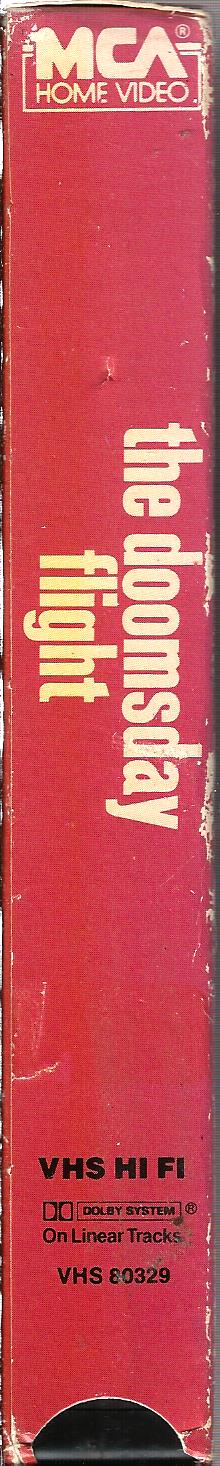 MCA®
HOME VIDEO
the doomsday
flight
VHS HI FI
DOLBY SYSTEM®
On Linear Tracks
VHS 80329